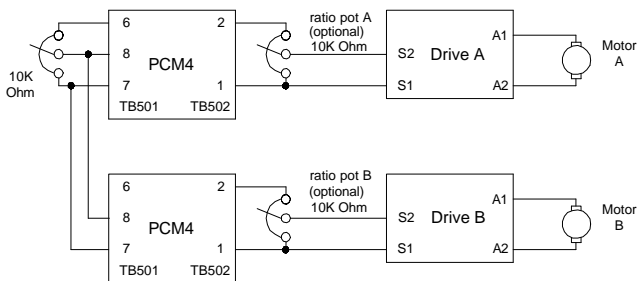 6
8
7
10K
Ohm
PCM4
TB501
TB502
2
1
ratio pot A
(optional)
10K Ohm
S2
S1
Drive A
A1
A2
Motor
A
6
8
7
PCM4
TB501
TB502
2
1
ratio pot B
(optional)
10K Ohm
S2
S1
Drive B
A1
A2
Motor
B